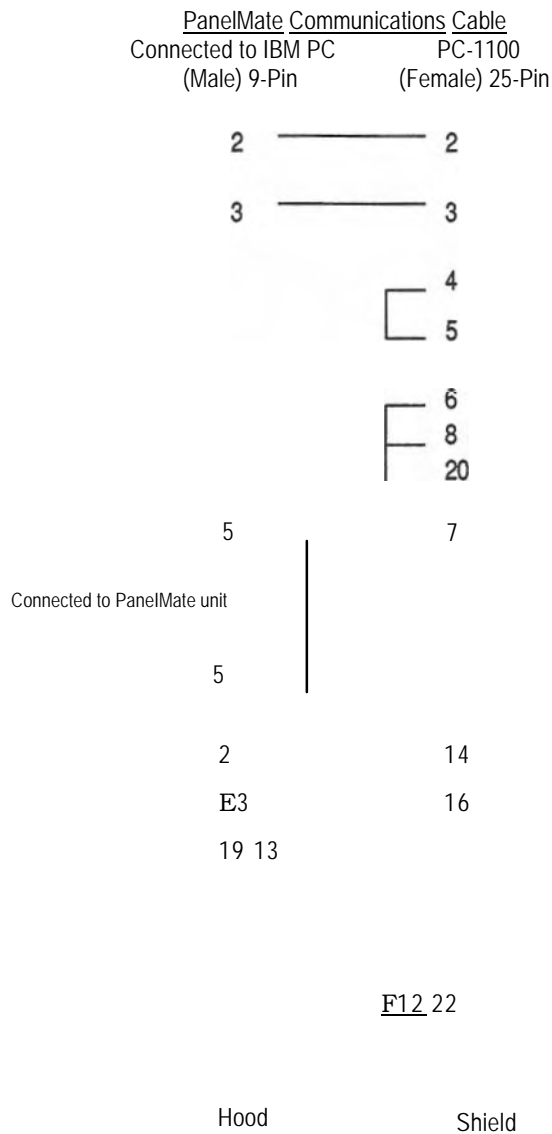 PanelMate Communications Cable
Connected to IBM PC PC-1100
(Male) 9-Pin (Female) 25-Pin
2 2
3 3
4
5
6
8
20
5 7
Connected to PanelMate unit
5
2 14
E3 16
19 13
F12 22
Hood Shield